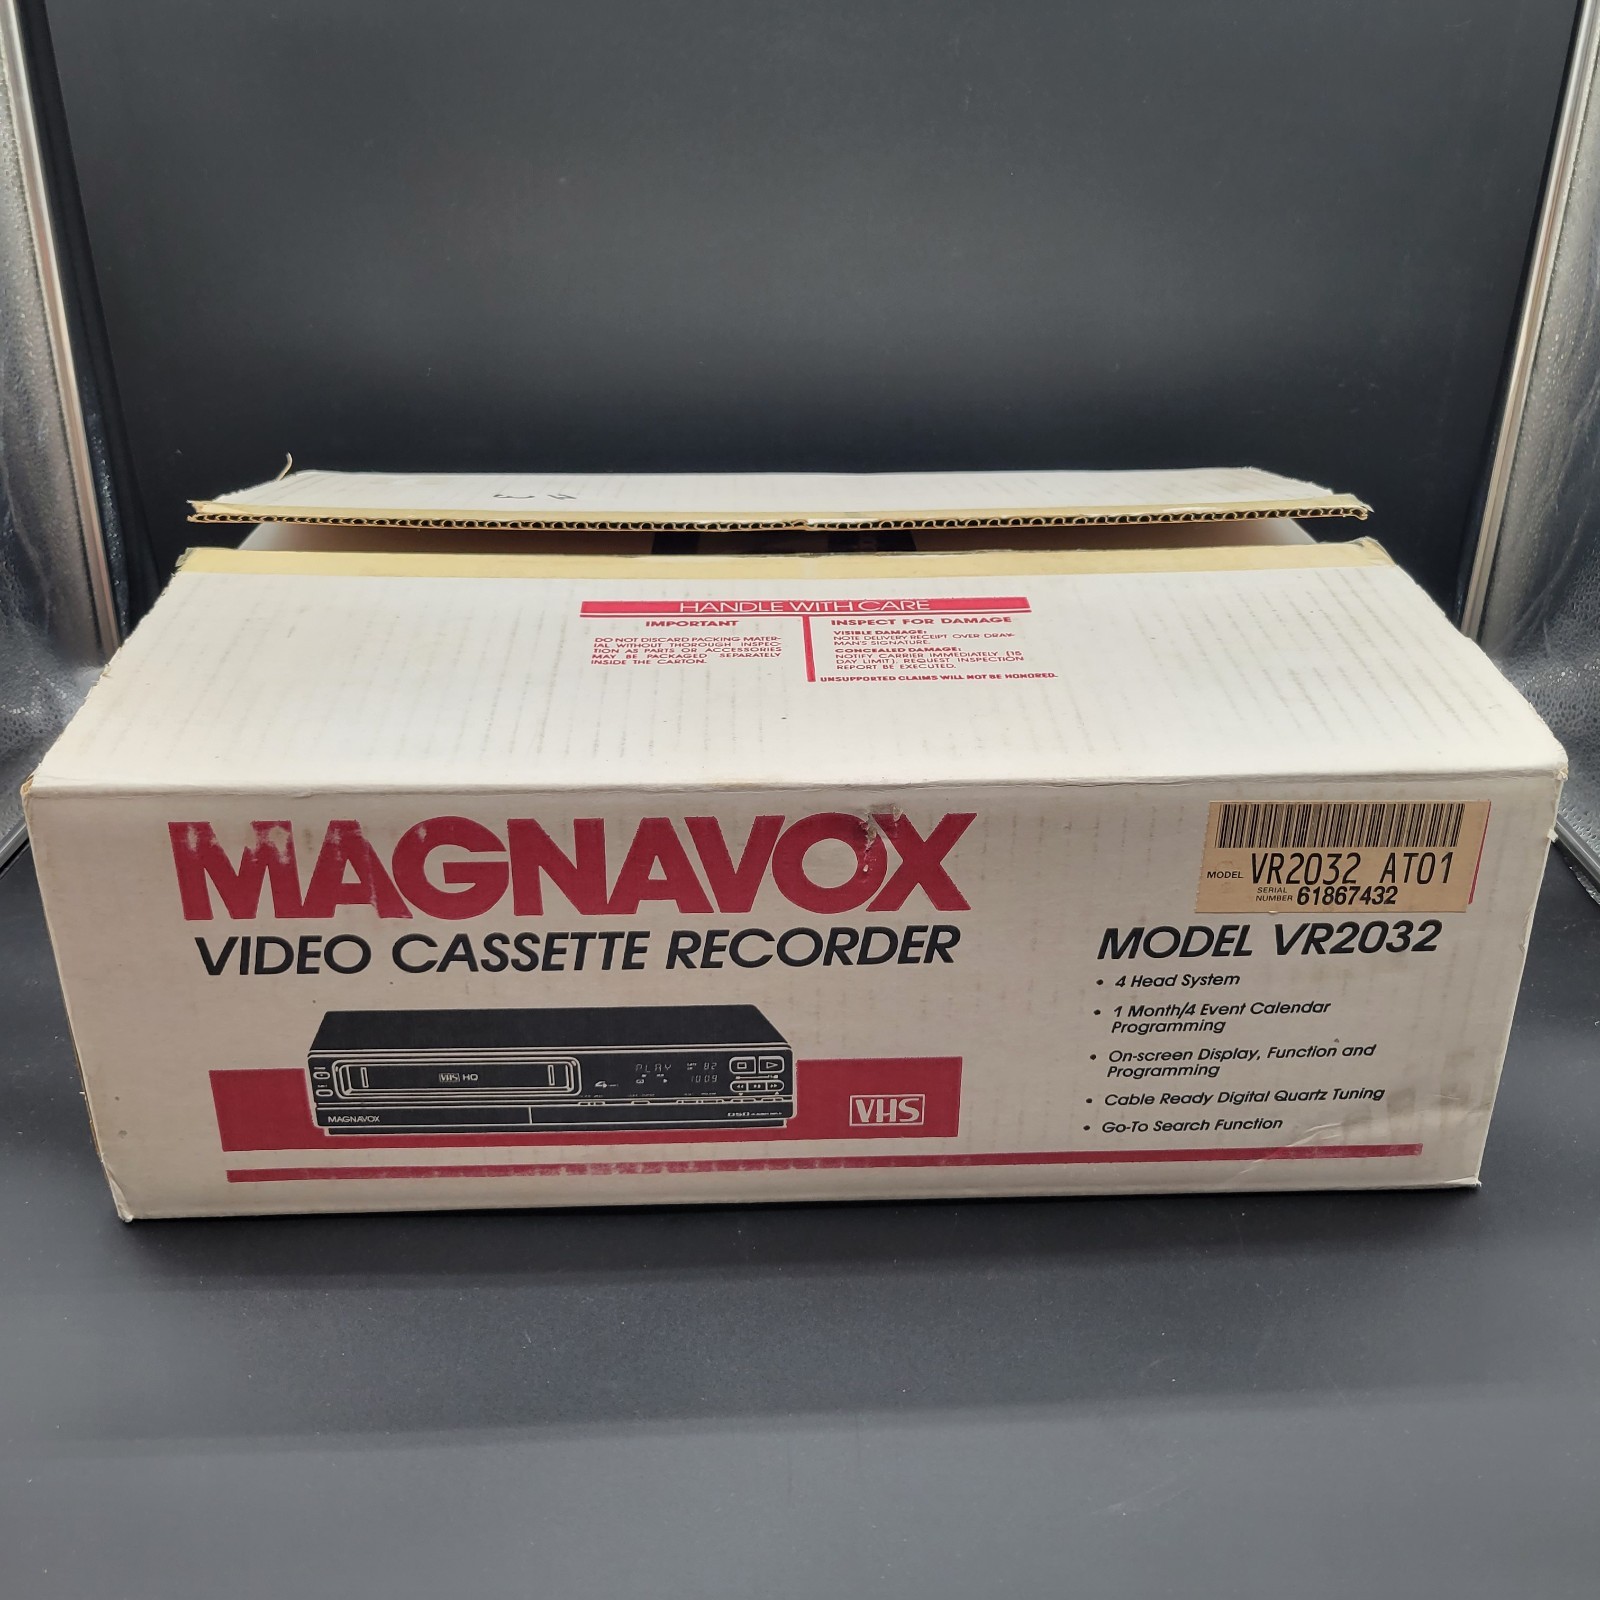 HANDLE WITH CARE
IMPORTANT
DO NOT DISCARD PACKING MATER-
IAL WITHOUT THOROUGH INSPEC-
TION AS PARTS OR ACCESSORIES
MAY BE PACKAGED SEPARATELY
INSIDE THE CARTON.
INSPECT FOR DAMAGE
VISIBLE DAMAGE:
NOTE DELIVERY RECEIPT OVER DRAY-
MAN'S SIGNATURE.
CONCEALED DAMAGE:
NOTIFY CARRIER IMMEDIATELY (15
DAY LIMIT), REQUEST INSPECTION
REPORT BE EXECUTED.
UNSUPPORTED CLAIMS WILL NOT BE HONORED.
MAGNAVOX
VIDEO CASSETTE RECORDER
MODEL VR2032 AT01
SERIAL
NUMBER 61867432
MODEL VR2032
• 4 Head System
• 1 Month/4 Event Calendar
Programming
• On-screen Display, Function and
Programming
• Cable Ready Digital Quartz Tuning
• Go-To Search Function
VHS HQ
4
PLAY
82
10:09
MAGNAVOX
OSD
VHS